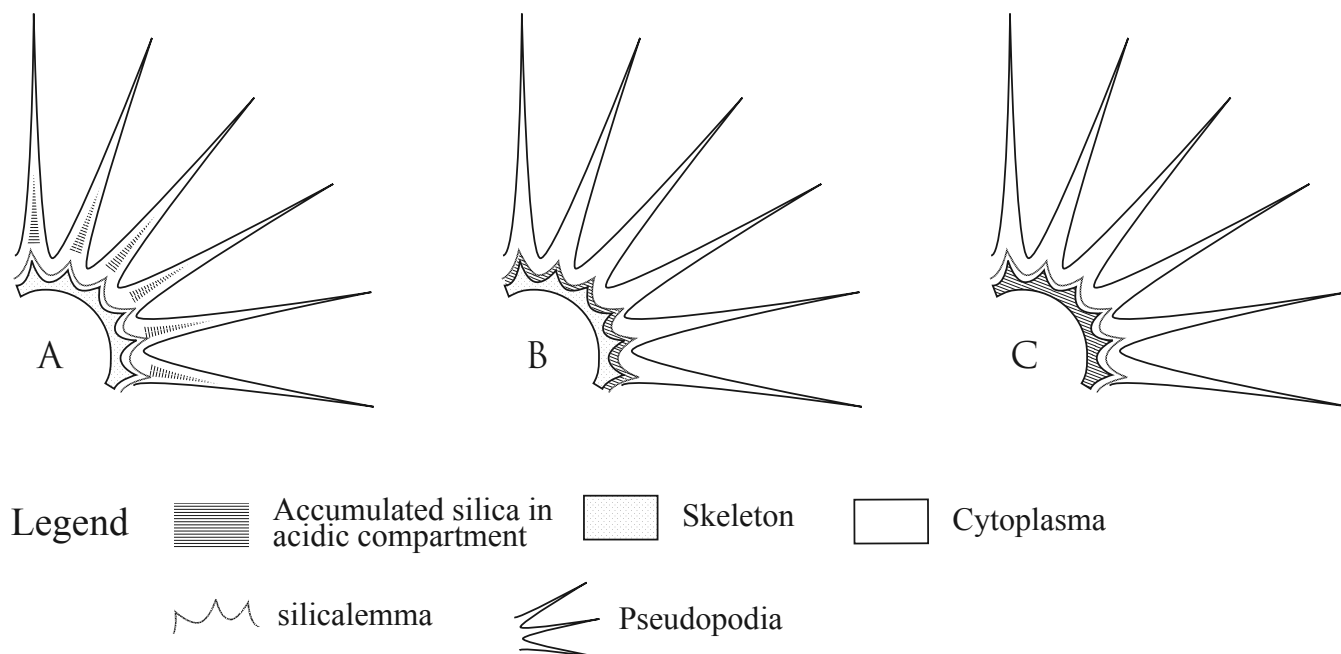 A
B
C
Legend
Accumulated silica in
acidic compartment
Skeleton
Cytoplasma
silicalemma
Pseudopodia